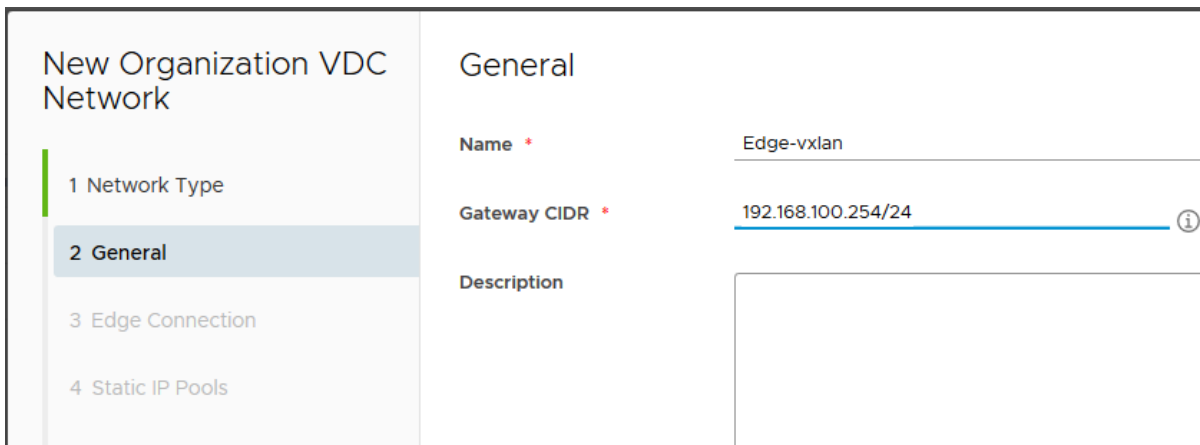 New Organization VDC
Network
1 Network Type
2 General
3 Edge Connection
4 Static IP Pools
General
Name *
Edge-vxlan
Gateway CIDR *
192.168.100.254/24
Description